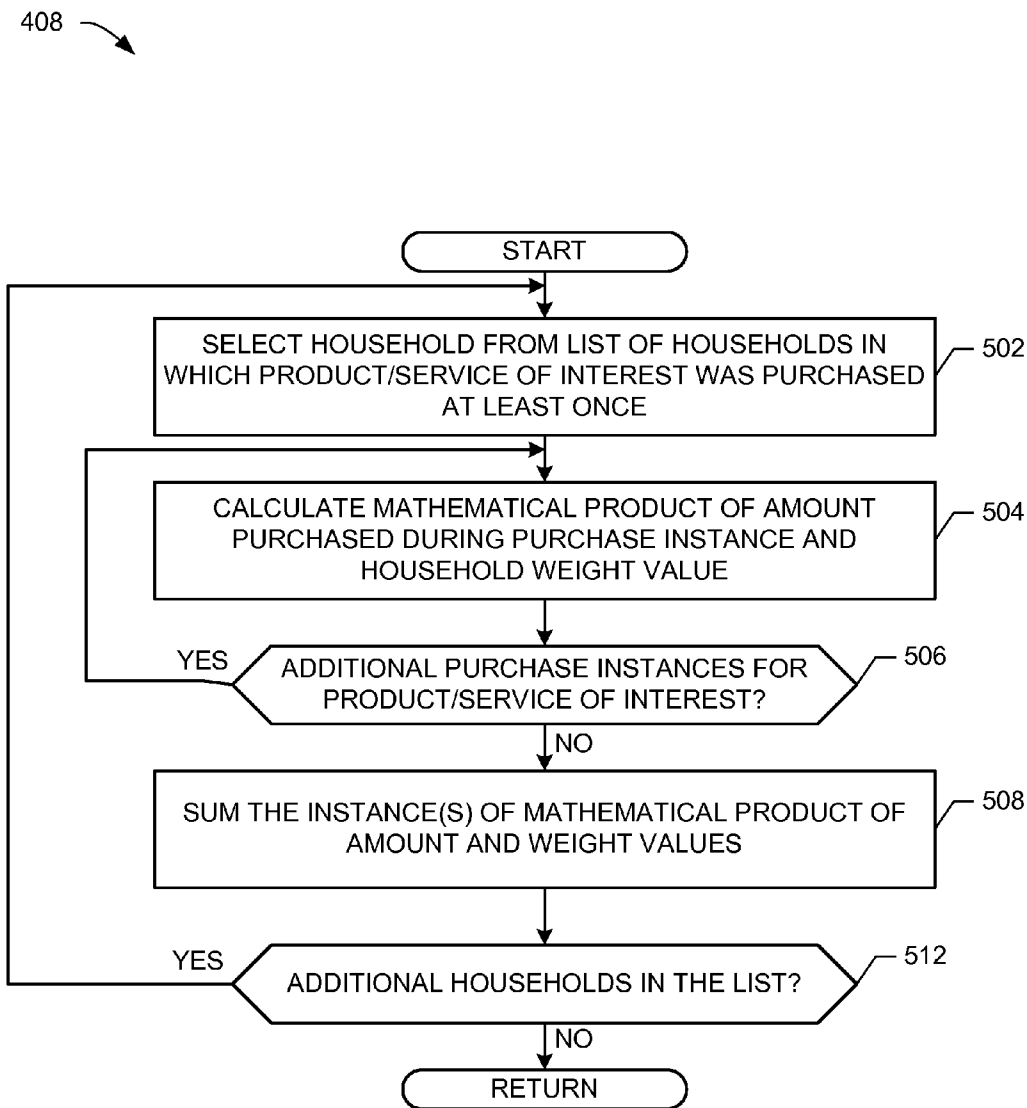 408
START
SELECT HOUSEHOLD FROM LIST OF HOUSEHOLDS IN
WHICH PRODUCT/SERVICE OF INTEREST WAS PURCHASED
AT LEAST ONCE
502
CALCULATE MATHEMATICAL PRODUCT OF AMOUNT
PURCHASED DURING PURCHASE INSTANCE AND
HOUSEHOLD WEIGHT VALUE
504
YES
ADDITIONAL PURCHASE INSTANCES FOR
PRODUCT/SERVICE OF INTEREST?
506
NO
SUM THE INSTANCE(S) OF MATHEMATICAL PRODUCT OF
AMOUNT AND WEIGHT VALUES
508
YES
ADDITIONAL HOUSEHOLDS IN THE LIST?
512
NO
RETURN